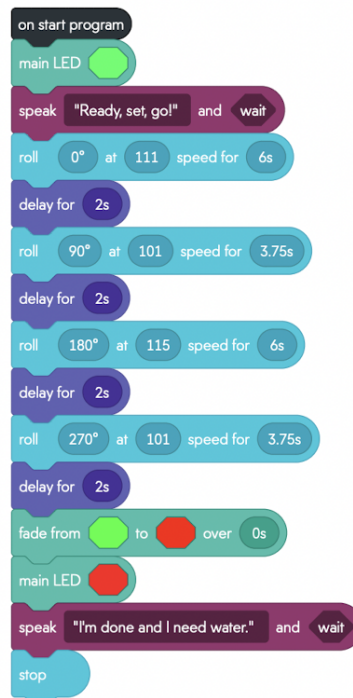 on start program
main LED
speak "Ready, set, go!" and wait
roll 0° at 111 speed for 6s
delay for 2s
roll 90° at 101 speed for 3.75s
delay for 2s
roll 180° at 115 speed for 6s
delay for 2s
roll 270° at 101 speed for 3.75s
delay for 2s
fade from to over 0s
main LED
speak "I'm done and I need water." and wait
stop